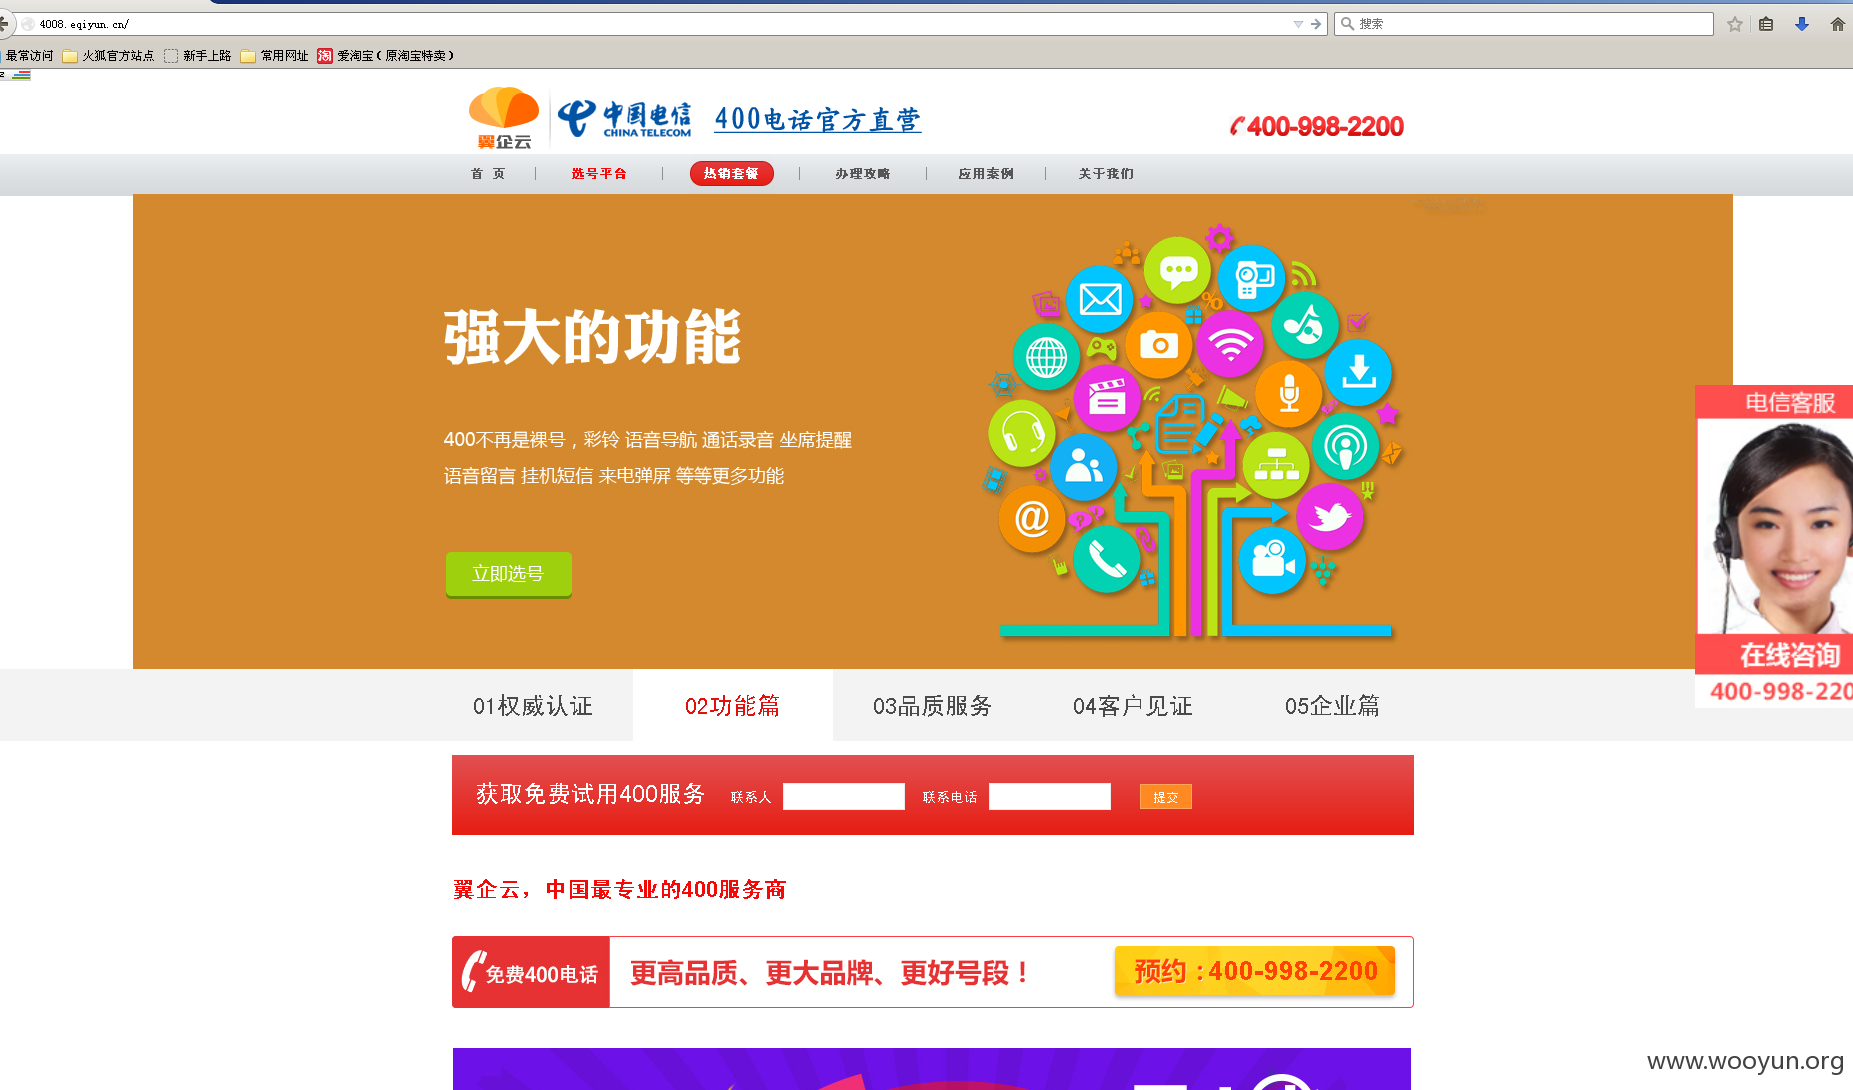 4008.eqiyun.cn/
搜索
最常访问 火狐官方站点 新手上路 常用网址 淘 爱淘宝（原淘宝特卖）
翼企云 中国电信 CHINA TELECOM 400电话官方直营 400-998-2200
首 页 选号平台 热销套餐 办理攻略 应用案例 关于我们
强大的功能
400不再是裸号，彩铃 语音导航 通话录音 坐席提醒
语音留言 挂机短信 来电弹屏 等等更多功能
立即选号
电信客服
在线咨询
400-998-220
01权威认证 02功能篇 03品质服务 04客户见证 05企业篇
获取免费试用400服务 联系人 联系电话 提交
翼企云，中国最专业的400服务商
免费400电话 更高品质、更大品牌、更好号段！ 预约：400-998-2200
www.wooyun.org